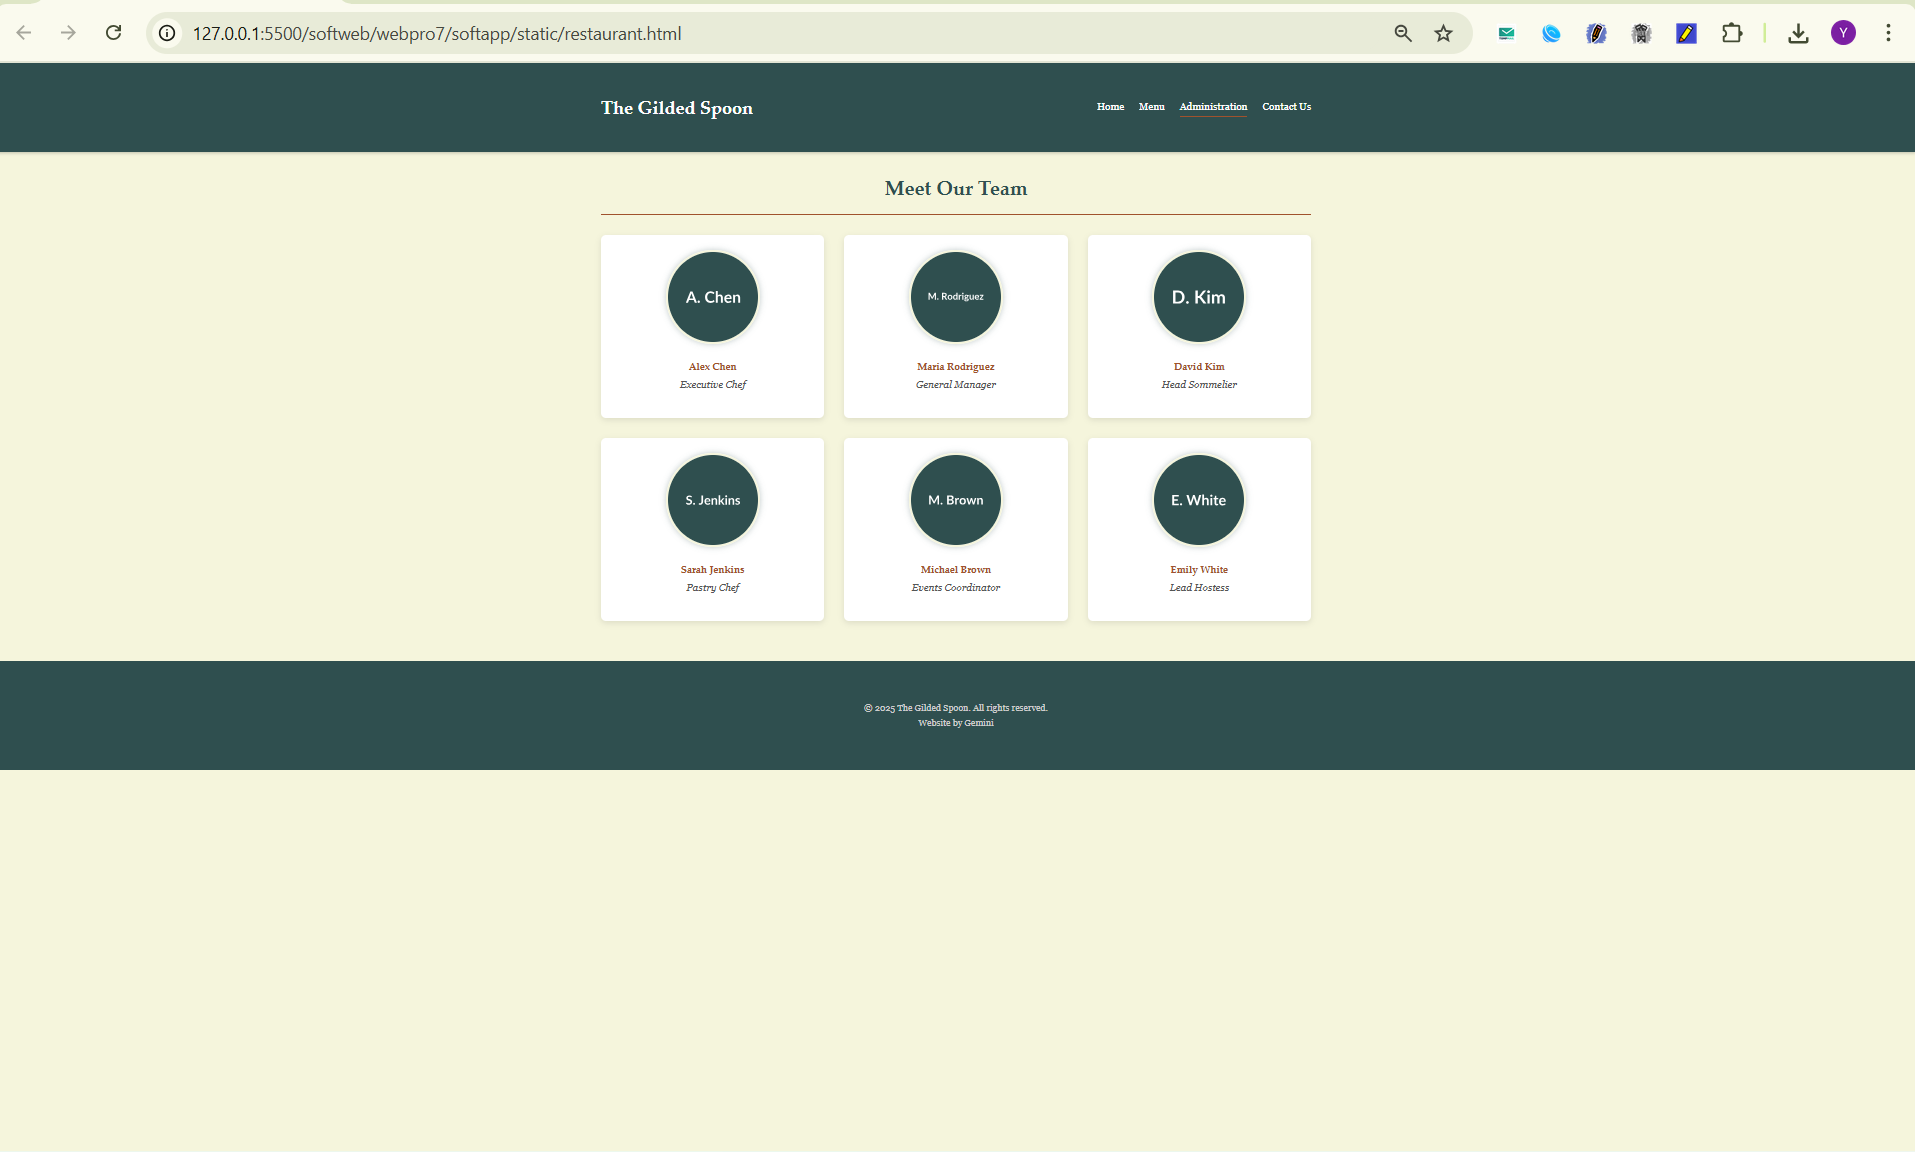 127.0.0.1:5500/softweb/webpro7/softapp/static/restaurant.html
Y
The Gilded Spoon
Home Menu Administration Contact Us
Meet Our Team
A. Chen
Alex Chen
Executive Chef
M. Rodriguez
Maria Rodriguez
General Manager
D. Kim
David Kim
Head Sommelier
S. Jenkins
Sarah Jenkins
Pastry Chef
M. Brown
Michael Brown
Events Coordinator
E. White
Emily White
Lead Hostess
© 2025 The Gilded Spoon. All rights reserved.
Website by Gemini